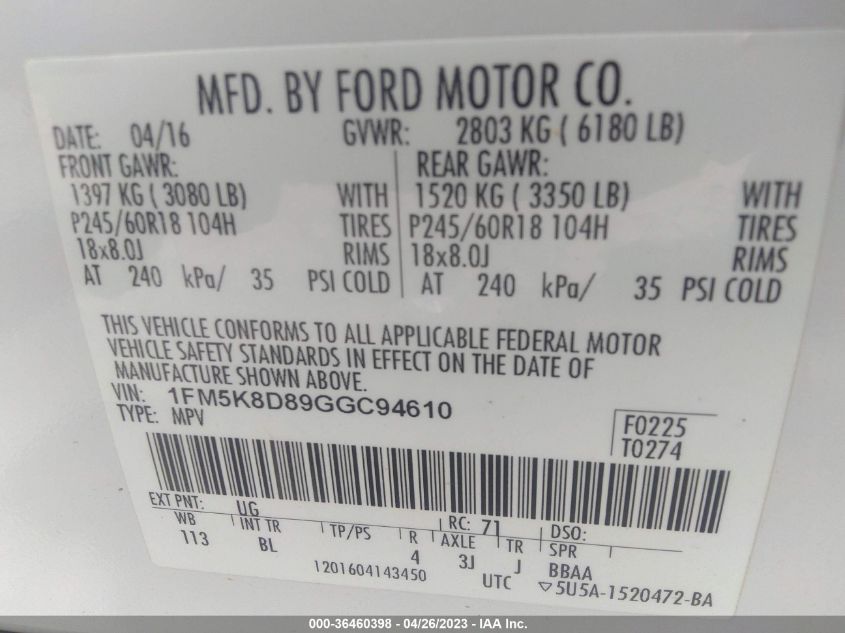 MFD. BY FORD MOTOR CO.
DATE: 04/16 GVWR: 2803 KG ( 6180 LB)
FRONT GAWR: REAR GAWR:
1397 KG ( 3080 LB) WITH 1520 KG ( 3350 LB) WITH
P245/60R18 104H TIRES P245/60R18 104H TIRES
18x8.0J RIMS 18x8.0J RIMS
AT 240 kPa/ 35 PSI COLD AT 240 kPa/ 35 PSI COLD
THIS VEHICLE CONFORMS TO ALL APPLICABLE FEDERAL MOTOR
VEHICLE SAFETY STANDARDS IN EFFECT ON THE DATE OF
MANUFACTURE SHOWN ABOVE.
VIN: 1FM5K8D89GGC94610
TYPE: MPV
F0225
T0274
EXT PNT: UG RC: 71 DSO:
WB INT TR TP/PS R AXLE TR SPR
113 BL 4 3J J BBAA
1201604143450 UTC ▽5U5A-1520472-BA
000-36460398 - 04/26/2023 - IAA Inc.